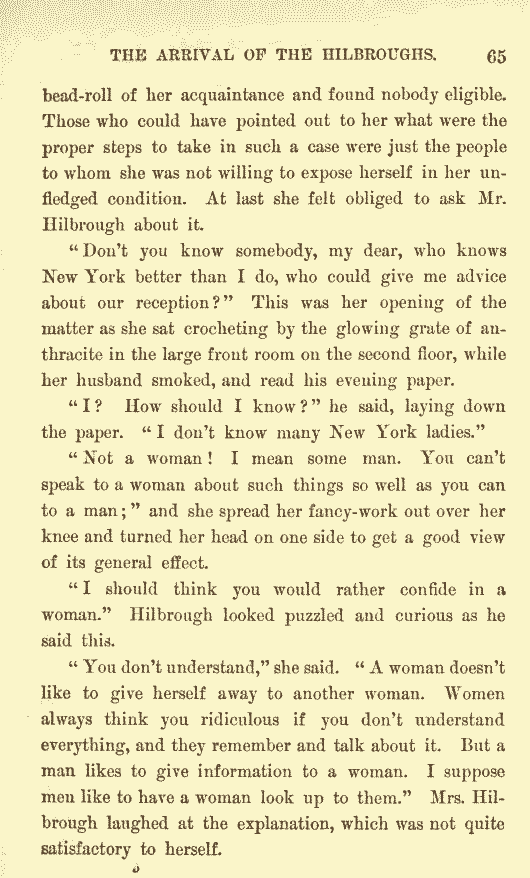 THE ARRIVAL OF THE HILBROUGHS. 65
bead-roll of her acquaintance and found nobody eligible.
Those who could have pointed out to her what were the
proper steps to take in such a case were just the people
to whom she was not willing to expose herself in her un-
fledged condition. At last she felt obliged to ask Mr.
Hilbrough about it.
“Don't you know somebody, my dear, who knows
New York better than I do, who could give me advice
about our reception?” This was her opening of the
matter as she sat crocheting by the glowing grate of an-
thracite in the large front room on the second floor, while
her husband smoked, and read his evening paper.
“I? How should I know?” he said, laying down
the paper. “I don't know many New York ladies.”
“Not a woman! I mean some man. You can't
speak to a woman about such things so well as you can
to a man;” and she spread her fancy-work out over her
knee and turned her head on one side to get a good view
of its general effect.
“I should think you would rather confide in a
woman.” Hilbrough looked puzzled and curious as he
said this.
“You don't understand,” she said. “A woman doesn't
like to give herself away to another woman. Women
always think you ridiculous if you don't understand
everything, and they remember and talk about it. But a
man likes to give information to a woman. I suppose
men like to have a woman look up to them.” Mrs. Hil-
brough laughed at the explanation, which was not quite
satisfactory to herself.